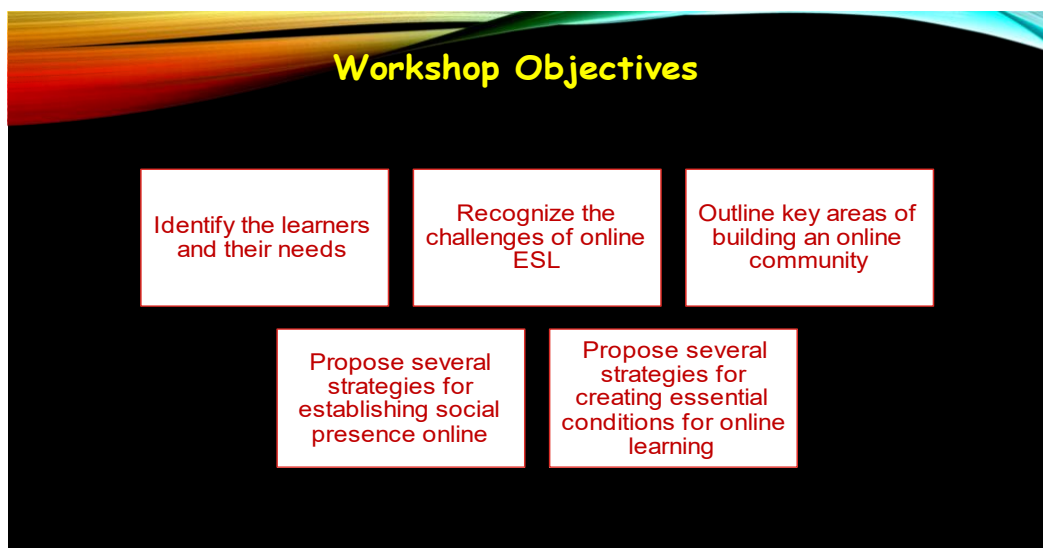 Workshop Objectives
Identify the learners
and their needs
Recognize the
challenges of online
ESL
Outline key areas of
building an online
community
Propose several
strategies for
establishing social
presence online
Propose several
strategies for
creating essential
conditions for online
learning